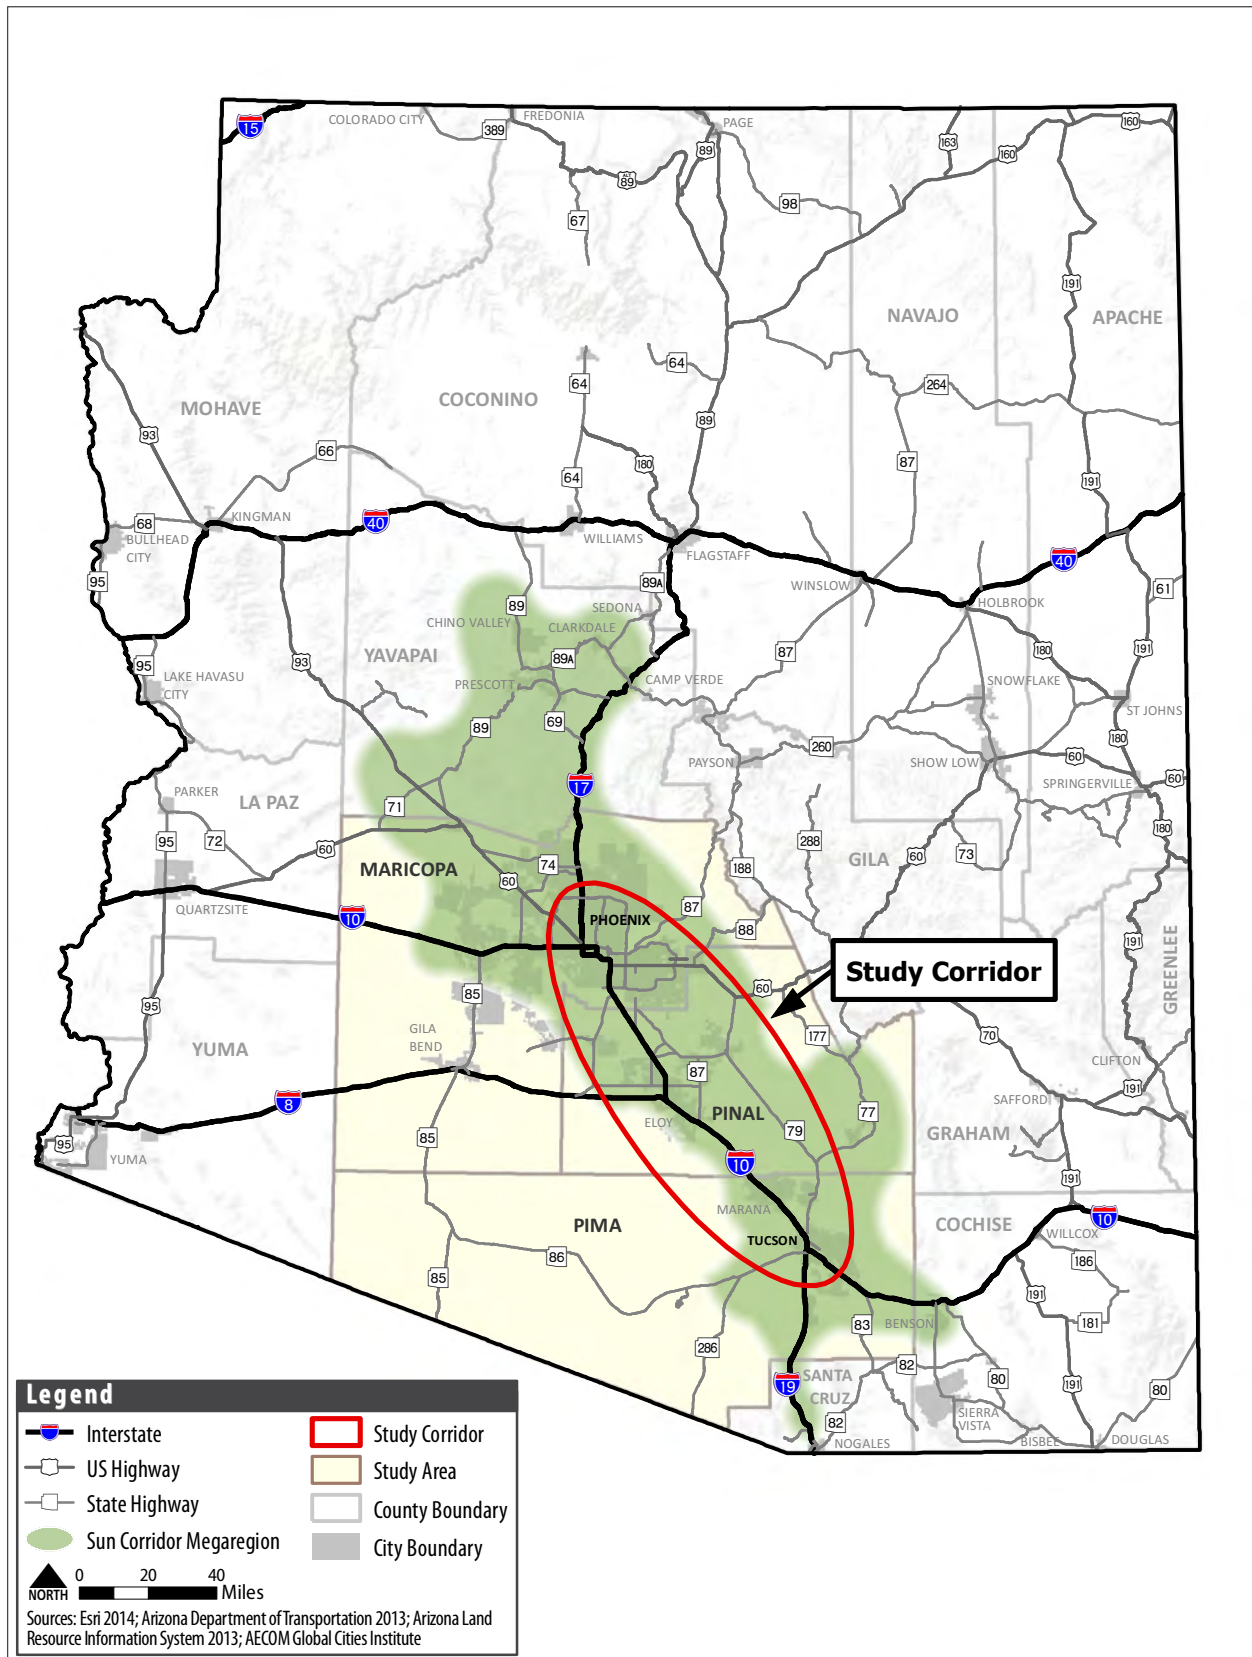 15
COLORADO CITY
389
FREDONIA
PAGE
89
ALT
89
67
98
163
160
160
191
NAVAJO
APACHE
MOHAVE
COCONINO
93
66
64
64
64
180
89
264
87
191
191
68
KINGMAN
BULLHEAD
CITY
95
40
WILLIAMS
FLAGSTAFF
WINSLOW
40
HOLBROOK
61
89A
SEDONA
89
CHINO VALLEY
CLARKDALE
89A
YAVAPAI
93
95
LAKE HAVASU
CITY
PRESCOTT
CAMP VERDE
87
180
191
SNOWFLAKE
ST JOHNS
89
69
17
PAYSON
260
SHOW LOW
180
60
60
SPRINGERVILLE
PARKER
LA PAZ
71
95
72
60
MARICOPA
74
60
188
288
GILA
60
73
180
QUARTZSITE
10
PHOENIX
87
88
191
GREENLEE
Study Corridor
95
85
60
YUMA
GILA
BEND
177
70
CLIFTON
191
8
87
PINAL
77
SAFFORD
GRAHAM
ELOY
79
85
95
YUMA
10
191
MARANA
PIMA
TUCSON
COCHISE
10
WILLCOX
186
86
85
191
181
83
BENSON
286
82
80
191
80
19
SANTA
CRUZ
82
NOGALES
SIERRA
VISTA
BISBEE
DOUGLAS
Legend
Interstate
US Highway
State Highway
Sun Corridor Megaregion
Study Corridor
Study Area
County Boundary
City Boundary
NORTH
0 20 40
Miles
Sources: Esri 2014; Arizona Department of Transportation 2013; Arizona Land
Resource Information System 2013; AECOM Global Cities Institute